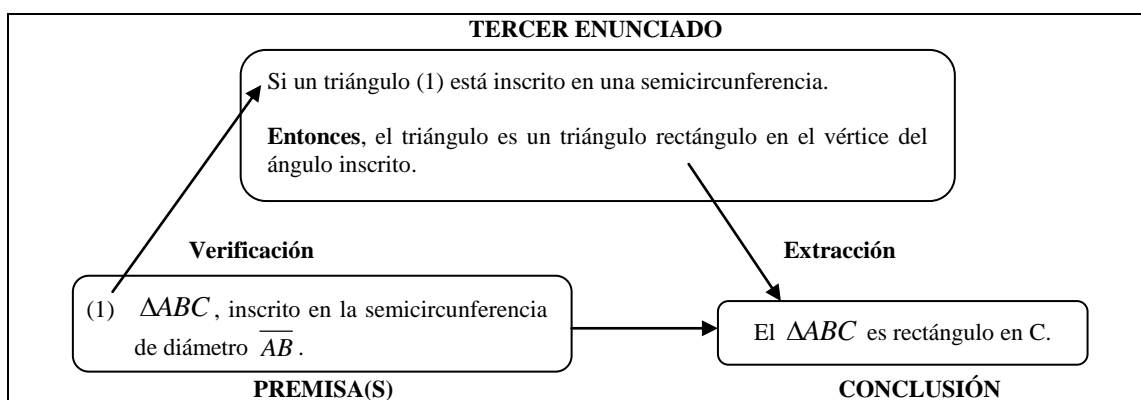 TERCER ENUNCIADO
Si un triángulo (1) está inscrito en una semicircunferencia.
Entonces, el triángulo es un triángulo rectángulo en el vértice del
ángulo inscrito.
Verificación
Extracción
(1) ΔABC, inscrito en la semicircunferencia
de diámetro \overline{AB}.
El ΔABC es rectángulo en C.
PREMISA(S)
CONCLUSIÓN